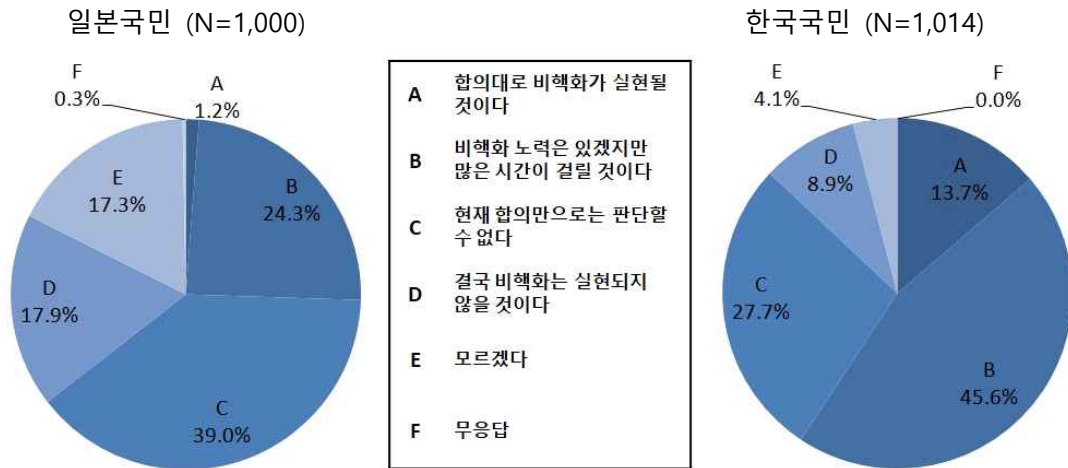 일본국민 (N=1,000)
한국국민 (N=1,014)
F
0.3%
A
1.2%
B
24.3%
C
39.0%
D
17.9%
E
17.3%
A 합의대로 비핵화가 실현될
것이다
B 비핵화 노력은 있겠지만
많은 시간이 걸릴 것이다
C 현재 합의만으로는 판단할
수 없다
D 결국 비핵화는 실현되지
않을 것이다
E 모르겠다
F 무응답
E
4.1%
F
0.0%
D
8.9%
A
13.7%
C
27.7%
B
45.6%